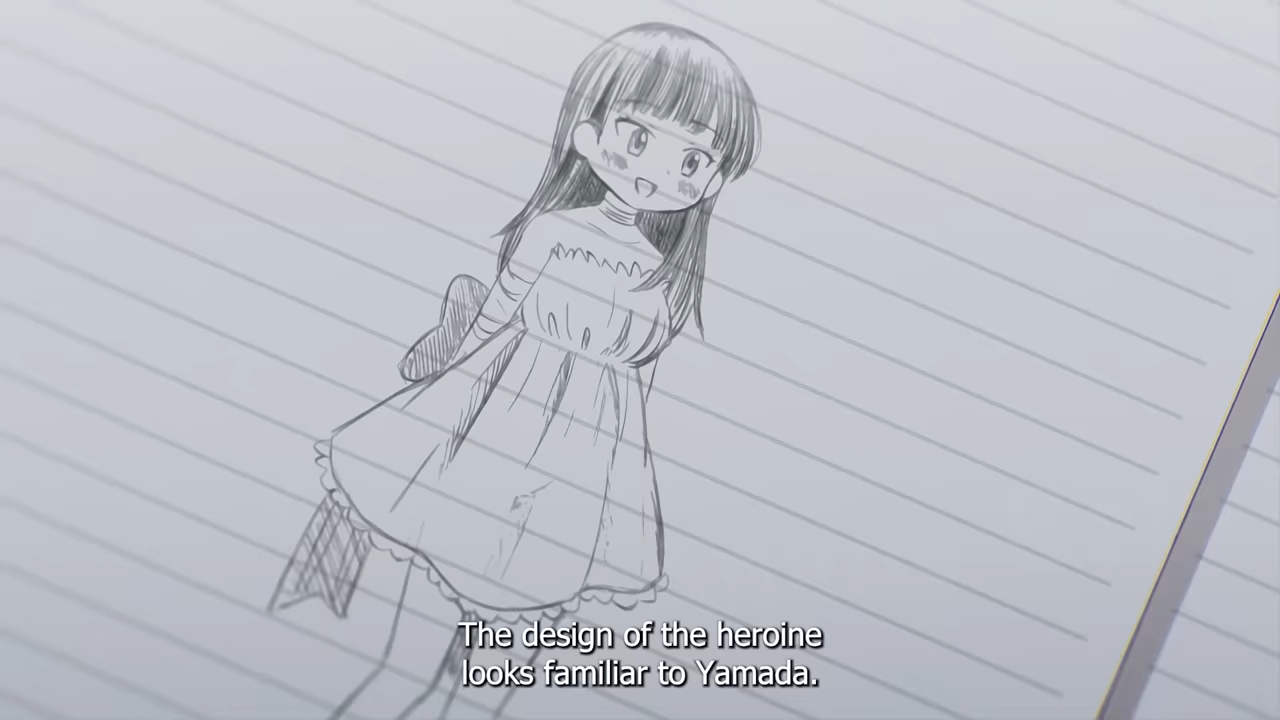 The design of the heroine
looks familiar to Yamada.